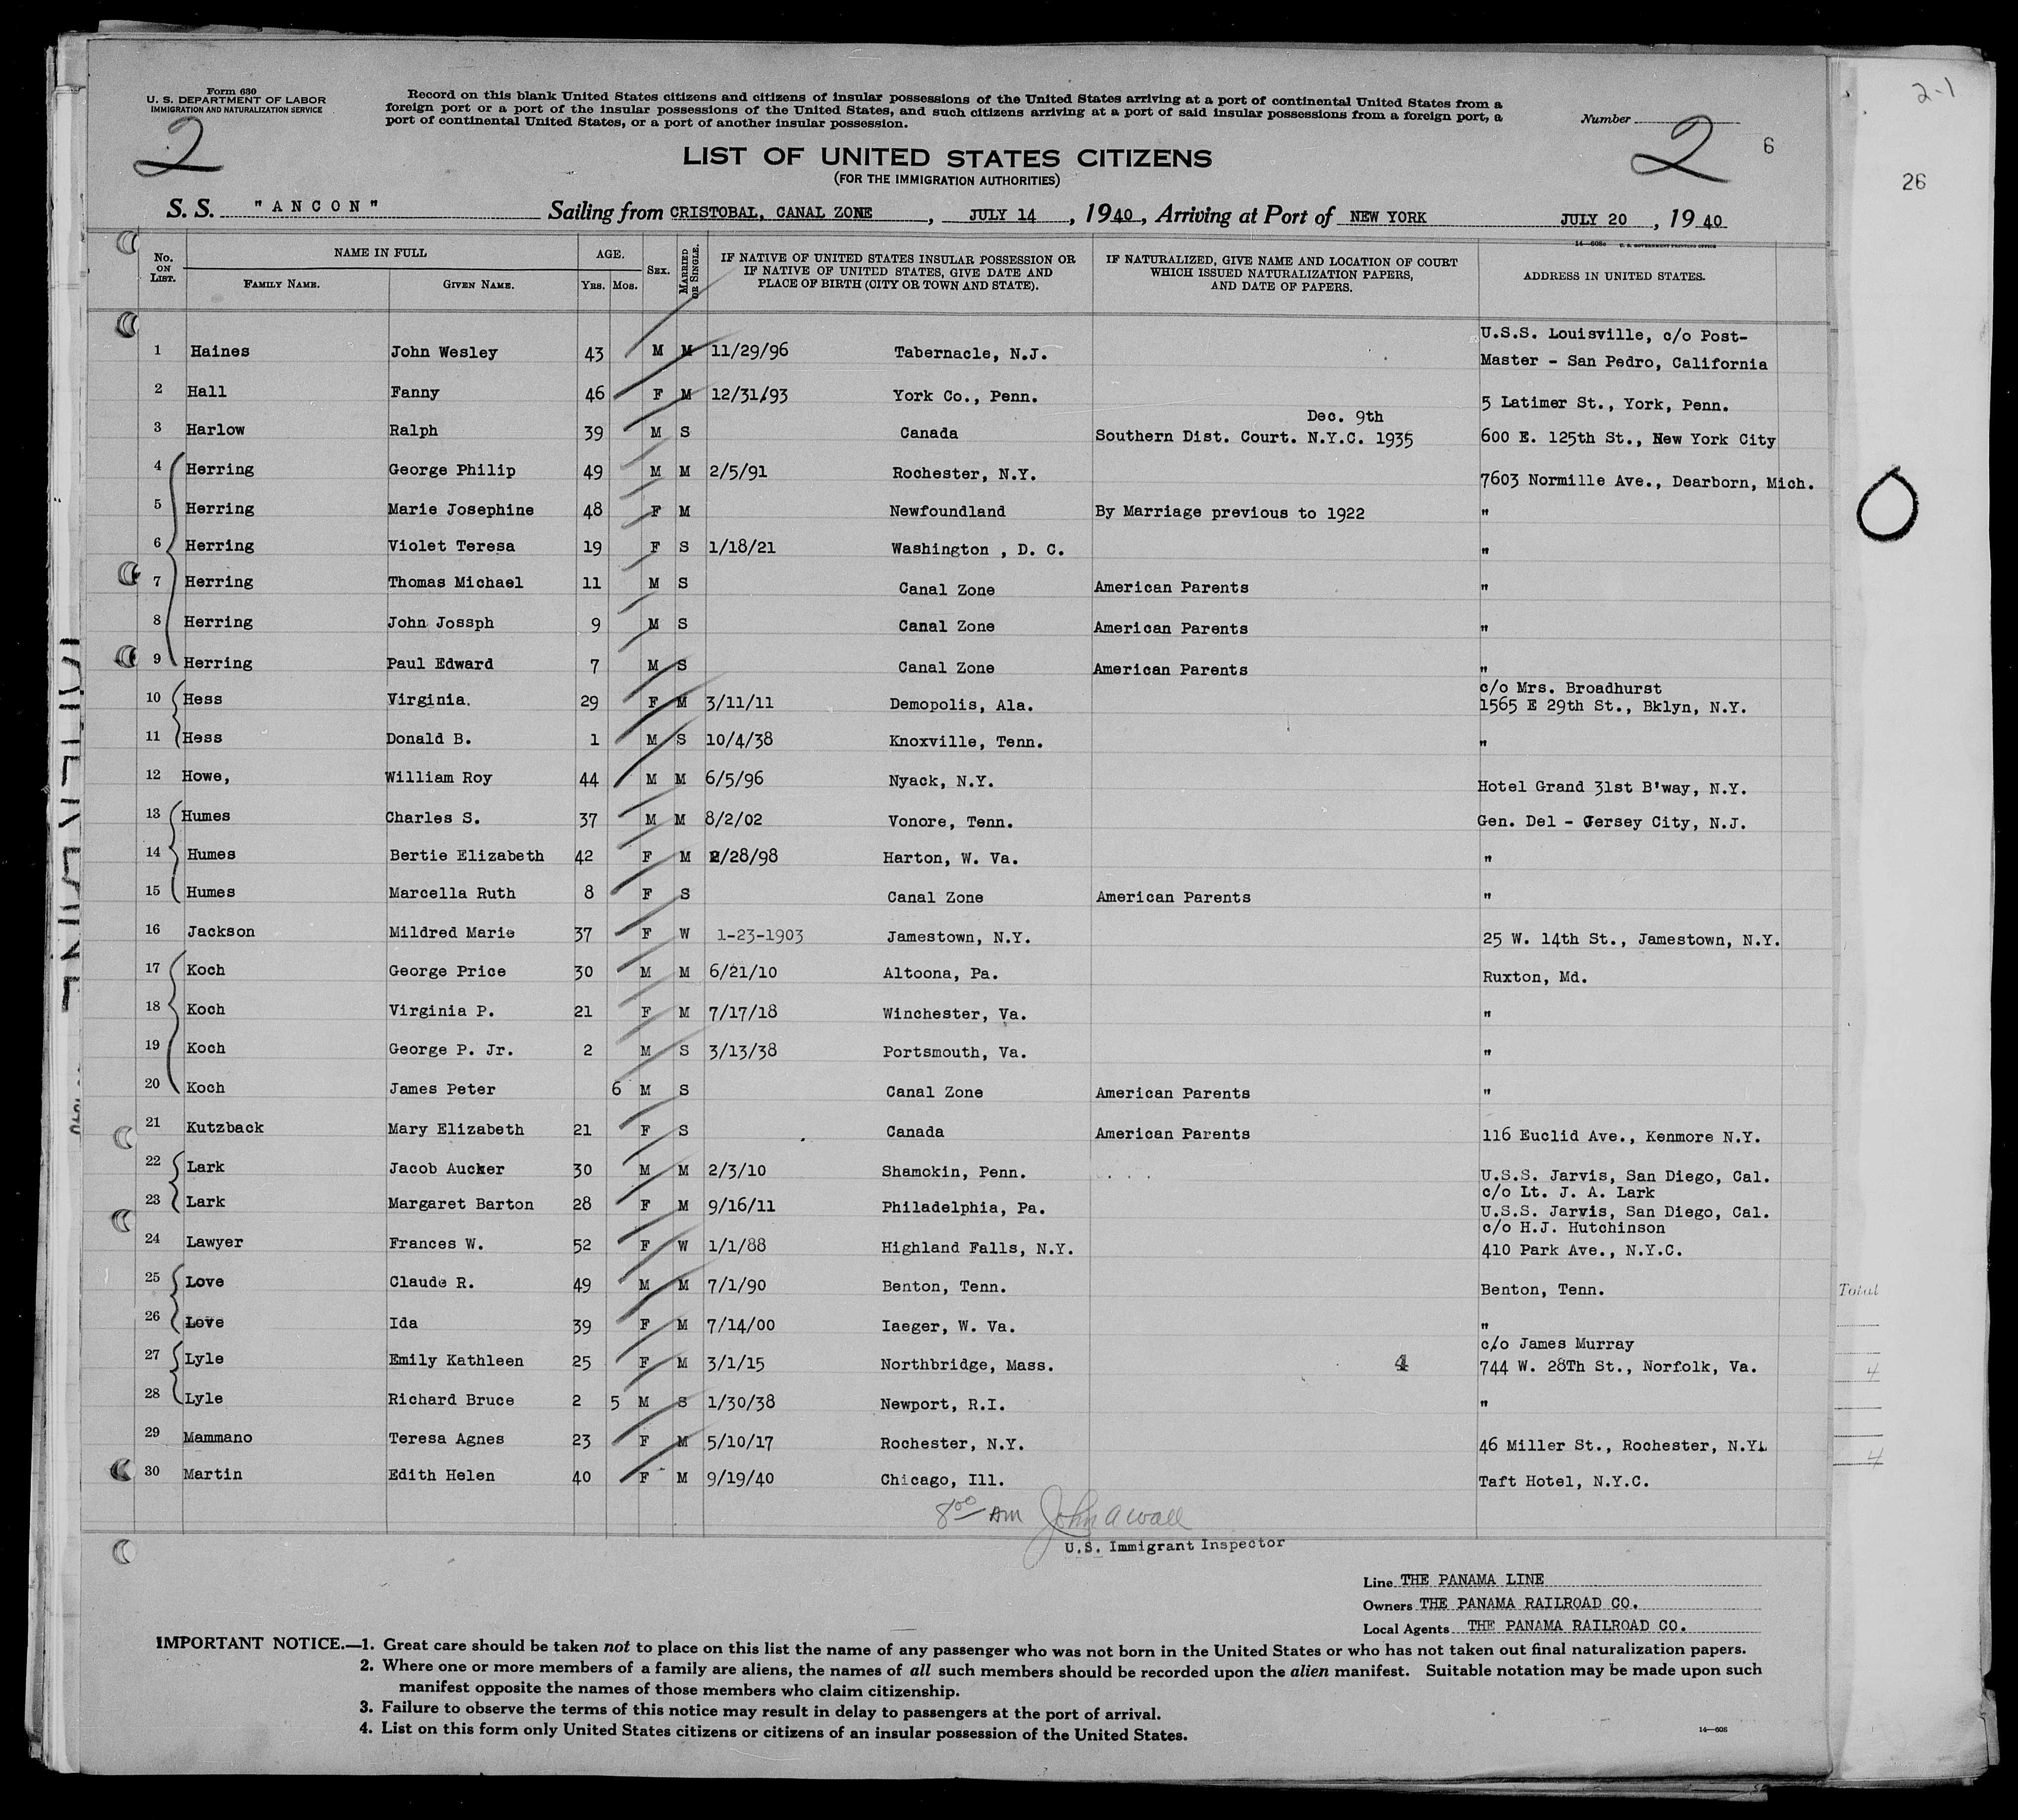 2-1
Form 630
U. S. DEPARTMENT OF LABOR
IMMIGRATION AND NATURALIZATION SERVICE
Record on this blank United States citizens and citizens of insular possessions of the United States arriving at a port of continental United States from a
foreign port or a port of the insular possessions of the United States, and such citizens arriving at a port of said insular possessions from a foreign port, a
port of continental United States, or a port of another insular possession.
Number
2
2
6
26
LIST OF UNITED STATES CITIZENS
(FOR THE IMMIGRATION AUTHORITIES)
S. S. "ANCON" Sailing from CRISTOBAL, CANAL ZONE, JULY 14, 1940, Arriving at Port of NEW YORK JULY 20, 1940
14—608a U. S. GOVERNMENT PRINTING OFFICE
No. ON LIST. NAME IN FULL FAMILY NAME. GIVEN NAME. AGE. YRS. MOS. SEX. MARRIED OR SINGLE. IF NATIVE OF UNITED STATES INSULAR POSSESSION OR IF NATIVE OF UNITED STATES, GIVE DATE AND PLACE OF BIRTH (CITY OR TOWN AND STATE). IF NATURALIZED, GIVE NAME AND LOCATION OF COURT WHICH ISSUED NATURALIZATION PAPERS, AND DATE OF PAPERS. ADDRESS IN UNITED STATES.
U.S.S. Louisville, c/o Post-
1 Haines John Wesley 43 M M 11/29/96 Tabernacle, N.J. Master - San Pedro, California
2 Hall Fanny 46 F M 12/31/93 York Co., Penn. 5 Latimer St., York, Penn.
Dec. 9th
3 Harlow Ralph 39 M S Canada Southern Dist. Court. N.Y.C. 1935 600 E. 125th St., New York City
4 Herring George Philip 49 M M 2/5/91 Rochester, N.Y. 7603 Normille Ave., Dearborn, Mich.
5 Herring Marie Josephine 48 F M Newfoundland By Marriage previous to 1922 "
6 Herring Violet Teresa 19 F S 1/18/21 Washington , D. C. "
7 Herring Thomas Michael 11 M S Canal Zone American Parents "
8 Herring John Jossph 9 M S Canal Zone American Parents "
9 Herring Paul Edward 7 M S Canal Zone American Parents "
c/o Mrs. Broadhurst
10 Hess Virginia. 29 F M 3/11/11 Demopolis, Ala. 1565 E 29th St., Bklyn, N.Y.
11 Hess Donald B. 1 M S 10/4/38 Knoxville, Tenn. "
12 Howe, William Roy 44 M M 6/5/96 Nyack, N.Y. Hotel Grand 31st B'way, N.Y.
13 Humes Charles S. 37 M M 8/2/02 Vonore, Tenn. Gen. Del - Jersey City, N.J.
14 Humes Bertie Elizabeth 42 F M 2/28/98 Harton, W. Va. "
15 Humes Marcella Ruth 8 F S Canal Zone American Parents "
16 Jackson Mildred Marie 37 F W 1-23-1903 Jamestown, N.Y. 25 W. 14th St., Jamestown, N.Y.
17 Koch George Price 30 M M 6/21/10 Altoona, Pa. Ruxton, Md.
18 Koch Virginia P. 21 F M 7/17/18 Winchester, Va. "
19 Koch George P. Jr. 2 M S 3/13/38 Portsmouth, Va. "
20 Koch James Peter 6 M S Canal Zone American Parents "
21 Kutzback Mary Elizabeth 21 F S Canada American Parents 116 Euclid Ave., Kenmore N.Y.
22 Lark Jacob Aucker 30 M M 2/3/10 Shamokin, Penn. U.S.S. Jarvis, San Diego, Cal.
c/o Lt. J. A. Lark
23 Lark Margaret Barton 28 F M 9/16/11 Philadelphia, Pa. U.S.S. Jarvis, San Diego, Cal.
c/o H.J. Hutchinson
24 Lawyer Frances W. 52 F W 1/1/88 Highland Falls, N.Y. 410 Park Ave., N.Y.C.
25 Love Claude R. 49 M M 7/1/90 Benton, Tenn. Benton, Tenn.
Total
26 Love Ida 39 F M 7/14/00 Iaeger, W. Va. "
c/o James Murray
27 Lyle Emily Kathleen 25 F M 3/1/15 Northbridge, Mass. 4 744 W. 28Th St., Norfolk, Va.
4
28 Lyle Richard Bruce 2 5 M S 1/30/38 Newport, R.I. "
29 Mammano Teresa Agnes 23 F M 5/10/17 Rochester, N.Y. 46 Miller St., Rochester, N.Y.
4
30 Martin Edith Helen 40 F M 9/19/40 Chicago, Ill. Taft Hotel, N.Y.C.
8 00 AM John A Wall
U.S. Immigrant Inspector
Line THE PANAMA LINE
Owners THE PANAMA RAILROAD CO.
Local Agents THE PANAMA RAILROAD CO.
IMPORTANT NOTICE.—1. Great care should be taken not to place on this list the name of any passenger who was not born in the United States or who has not taken out final naturalization papers.
2. Where one or more members of a family are aliens, the names of all such members should be recorded upon the alien manifest. Suitable notation may be made upon such
manifest opposite the names of those members who claim citizenship.
3. Failure to observe the terms of this notice may result in delay to passengers at the port of arrival.
4. List on this form only United States citizens or citizens of an insular possession of the United States.
14—608